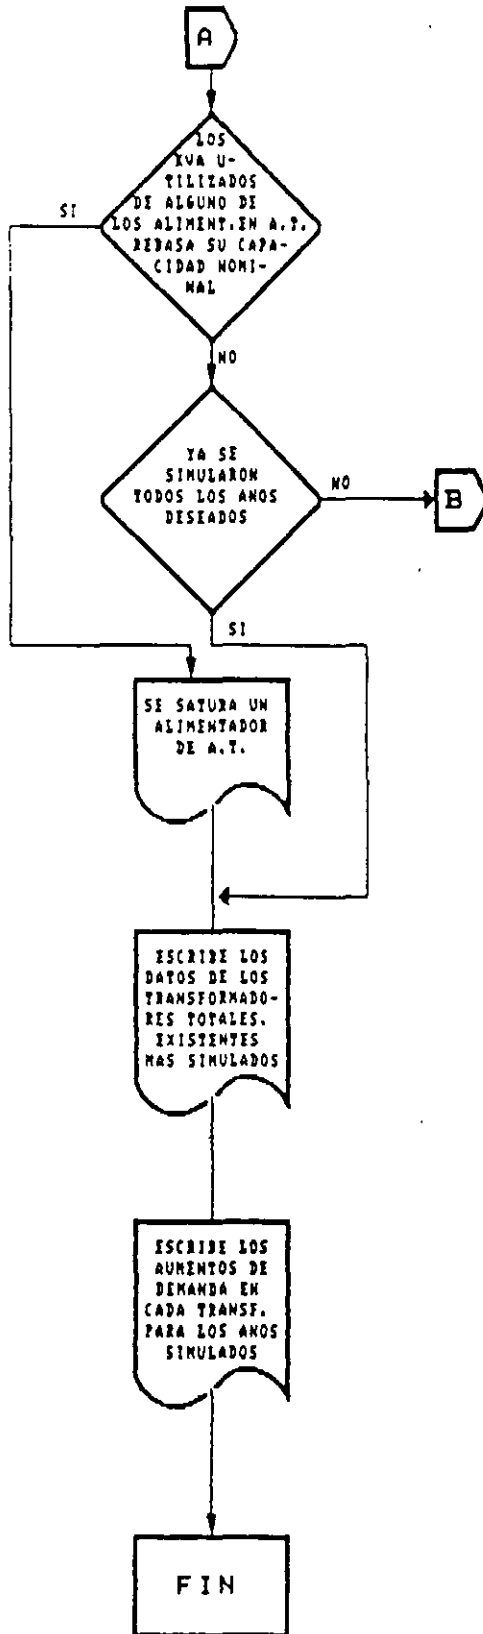 A
LOS
KVA U-
TILIZADOS
DE ALGUNO DE
LOS ALIMENT.EN A.T.
REBASA SU CAPA-
CIDAD NOMI-
NAL
SI
NO
YA SE
SIMULARON
TODOS LOS ANOS
DESEADOS
NO
B
SI
SE SATURA UN
ALIMENTADOR
DE A.T.
ESCRIBE LOS
DATOS DE LOS
TRANSFORMADO-
RES TOTALES.
EXISTENTES
MAS SIMULADOS
ESCRIBE LOS
AUMENTOS DE
DEMANDA EN
CADA TRANSF.
PARA LOS ANOS
SIMULADOS
FIN